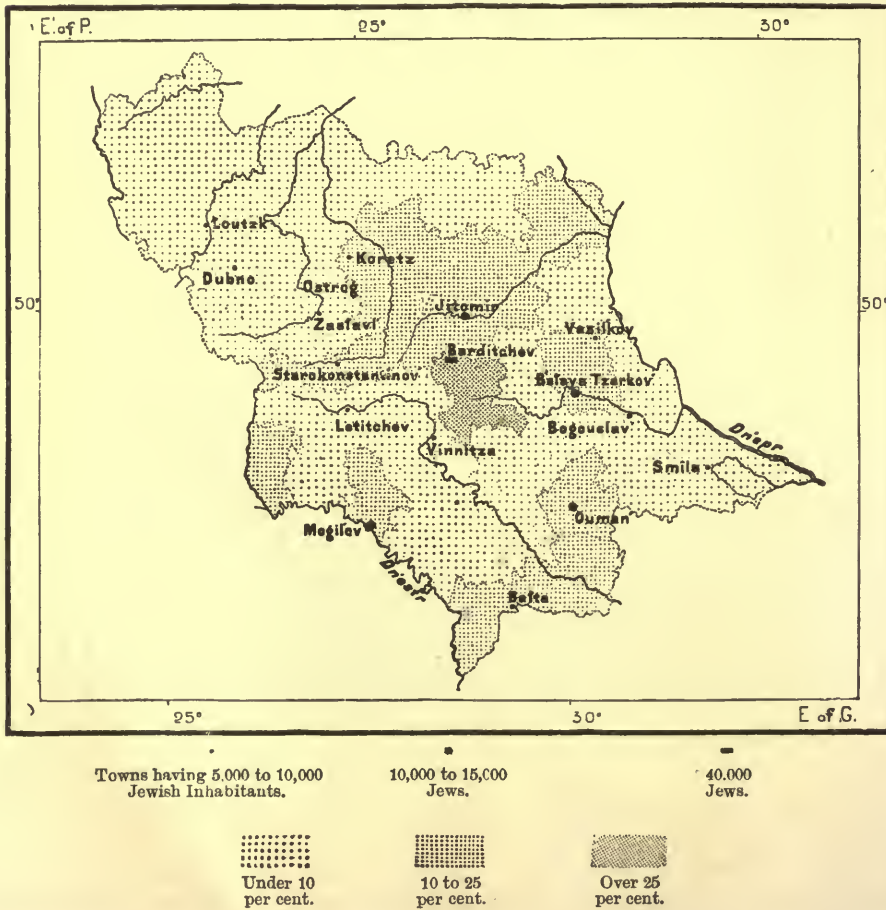 E. of P. 25° 30°
Loutzk
Koretz
Dubno
Ostrog
50° 50°
Jitomir
Zaslavl
Vasilkov
Barditchev
Starokonstantinov
Belaya Tzerkov
Letitchev
Bogouslav
Dniepr
Vinnitza
Smila
Ouman
Mogilev
Dniestr
Balta
25° 30° E. of G.
Towns having 5,000 to 10,000
Jewish Inhabitants.
10,000 to 15,000
Jews.
40.000
Jews.
Under 10
per cent.
10 to 25
per cent.
Over 25
per cent.